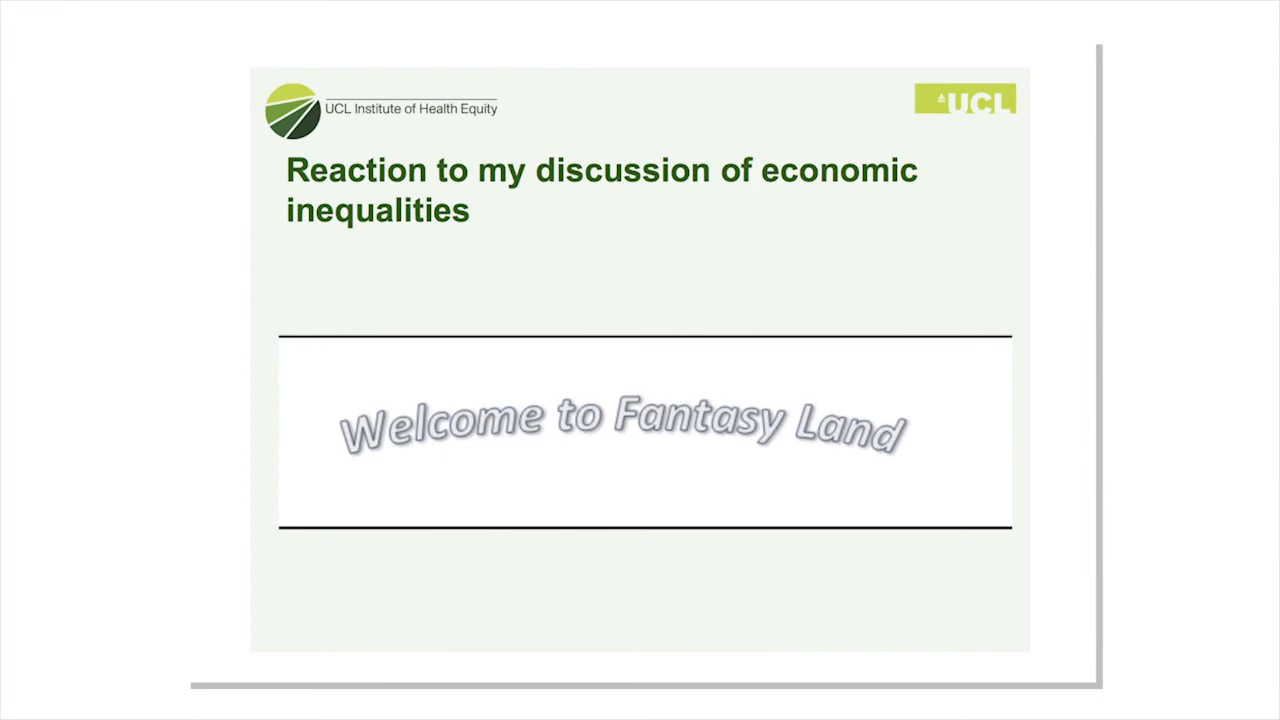 UCL Institute of Health Equity
UCL
Reaction to my discussion of economic
inequalities
Welcome to Fantasy Land